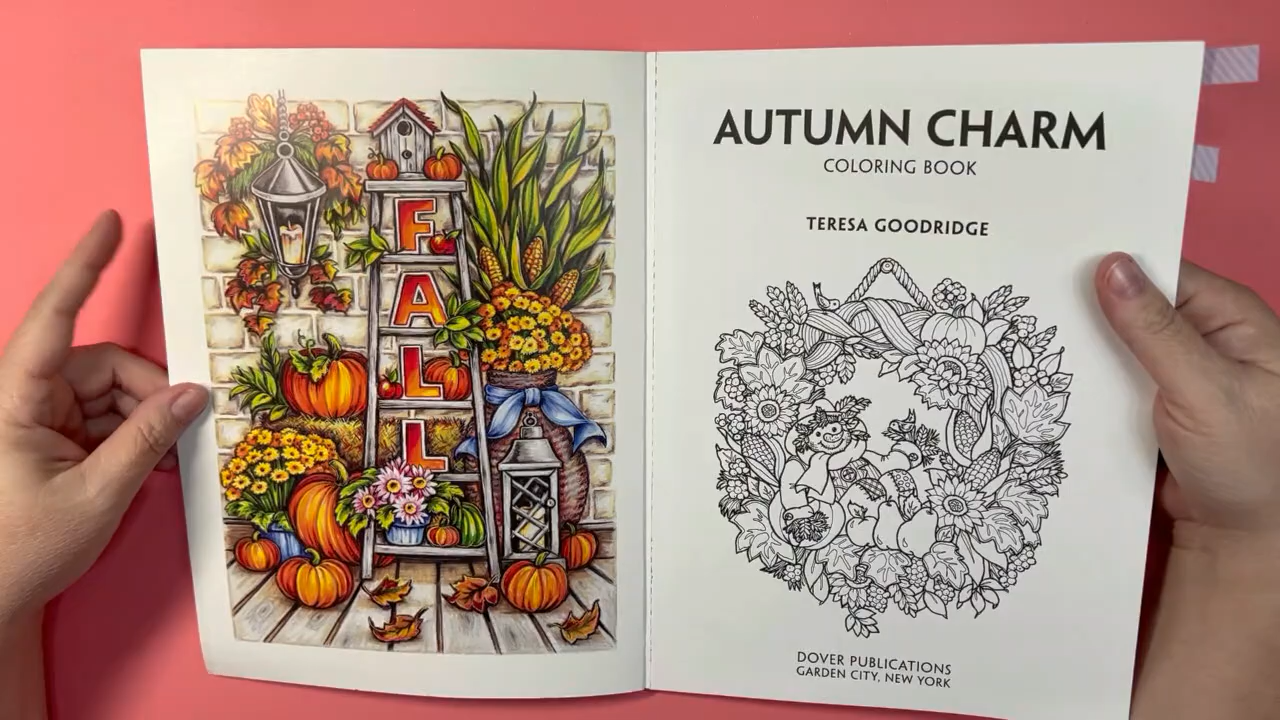 F
A
L
L
AUTUMN CHARM
COLORING BOOK
TERESA GOODRIDGE
DOVER PUBLICATIONS
GARDEN CITY, NEW YORK